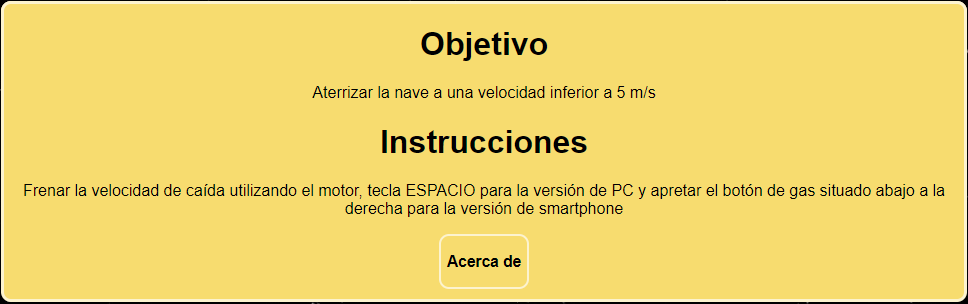 Objetivo
Aterrizar la nave a una velocidad inferior a 5 m/s
Instrucciones
Frenar la velocidad de caída utilizando el motor, tecla ESPACIO para la versión de PC y apretar el botón de gas situado abajo a la
derecha para la versión de smartphone
Acerca de